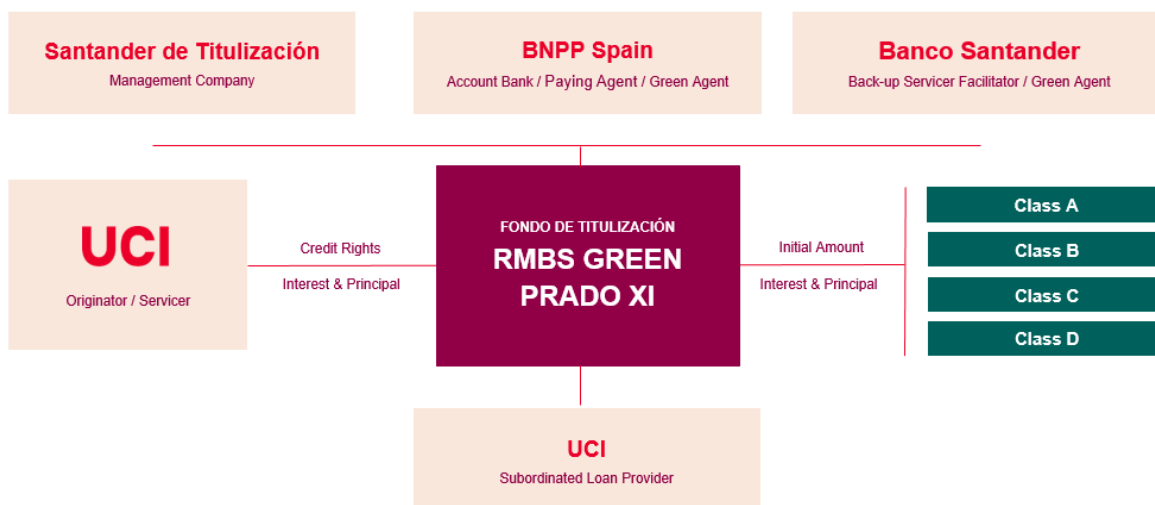 Santander de Titulización
Management Company
BNPP Spain
Account Bank / Paying Agent / Green Agent
Banco Santander
Back-up Servicer Facilitator / Green Agent
UCI
Originator / Servicer
Credit Rights
Interest & Principal
FONDO DE TITULIZACIÓN
RMBS GREEN
PRADO XI
Initial Amount
Interest & Principal
Class A
Class B
Class C
Class D
UCI
Subordinated Loan Provider